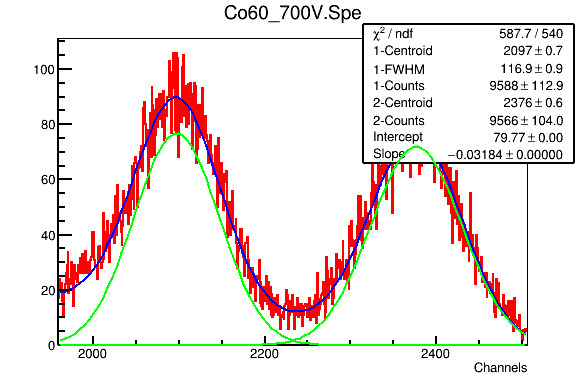 Co60_700V.Spe
χ² / ndf 587.7 / 540
1-Centroid 2097 ± 0.7
1-FWHM 116.9 ± 0.9
1-Counts 9588 ± 112.9
2-Centroid 2376 ± 0.6
2-Counts 9566 ± 104.0
Intercept 79.77 ± 0.00
Slope −0.03184 ± 0.00000
100
80
60
40
20
0
2000 2200 2400
Channels